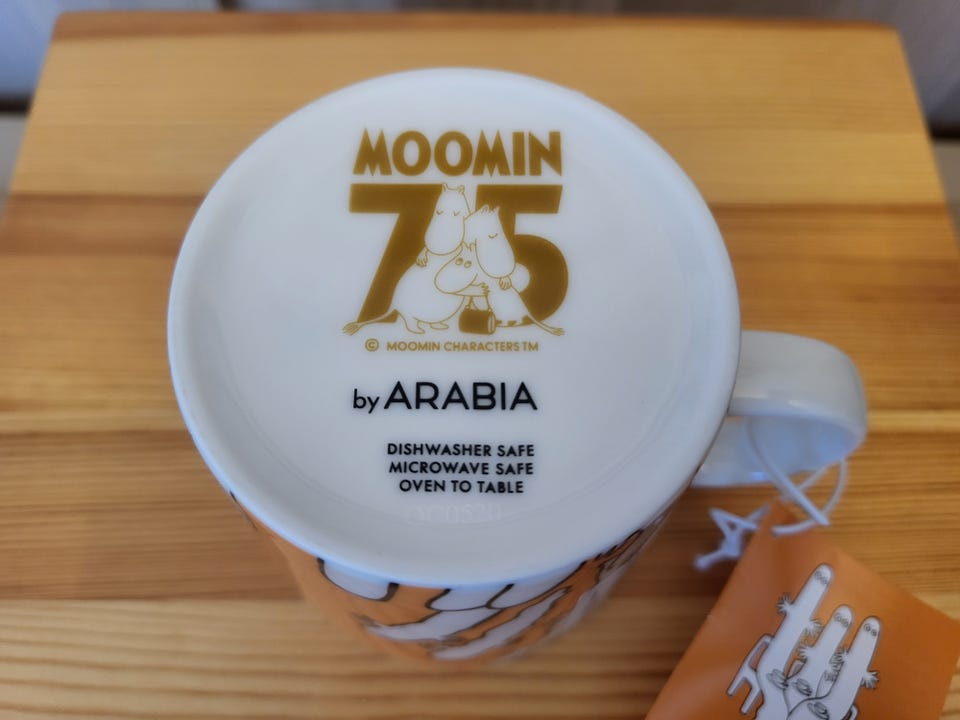 MOOMIN
75
© MOOMIN CHARACTERS TM
by ARABIA
DISHWASHER SAFE
MICROWAVE SAFE
OVEN TO TABLE